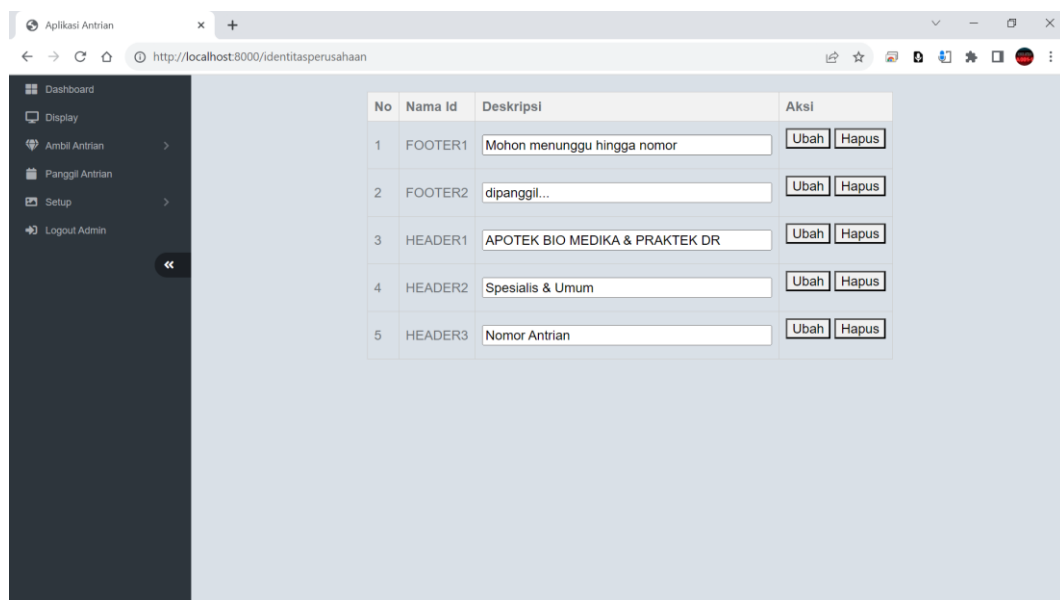 Aplikasi Antrian
http://localhost:8000/identitasperusahaan
Dashboard
Display
Ambil Antrian
Panggil Antrian
Setup
Logout Admin
No Nama Id Deskripsi Aksi
1 FOOTER1 Mohon menunggu hingga nomor Ubah Hapus
2 FOOTER2 dipanggil... Ubah Hapus
3 HEADER1 APOTEK BIO MEDIKA & PRAKTEK DR Ubah Hapus
4 HEADER2 Spesialis & Umum Ubah Hapus
5 HEADER3 Nomor Antrian Ubah Hapus